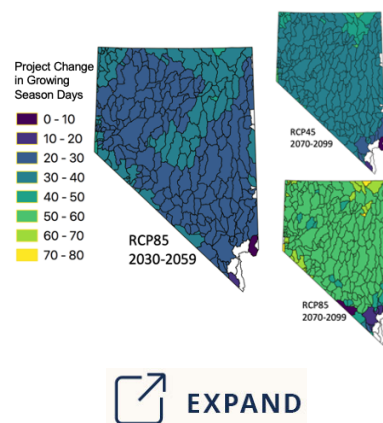 Project Change
in Growing
Season Days
0 - 10
10 - 20
20 - 30
30 - 40
40 - 50
50 - 60
60 - 70
70 - 80
RCP85
2030-2059
RCP45
2070-2099
RCP85
2070-2099
EXPAND